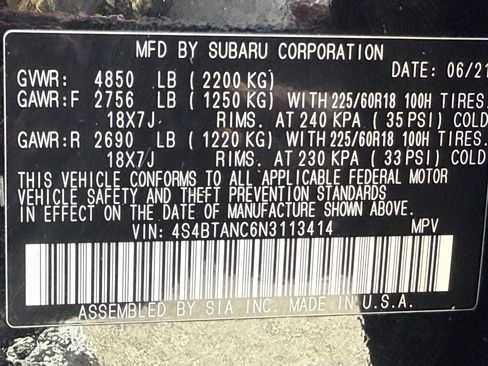 MFD BY SUBARU CORPORATION
DATE: 06/21
GVWR: 4850 LB ( 2200 KG)
GAWR:F 2756 LB ( 1250 KG) WITH 225/60R18 100H TIRES.
18X7J RIMS. AT 240 KPA ( 35 PSI) COLD
GAWR:R 2690 LB ( 1220 KG) WITH 225/60R18 100H TIRES.
18X7J RIMS. AT 230 KPA ( 33 PSI) COLD
THIS VEHICLE CONFORMS TO ALL APPLICABLE FEDERAL MOTOR
VEHICLE SAFETY AND THEFT PREVENTION STANDARDS
IN EFFECT ON THE DATE OF MANUFACTURE SHOWN ABOVE.
VIN: 4S4BTANC6N3113414 MPV
ASSEMBLED BY SIA INC. MADE IN U.S.A.